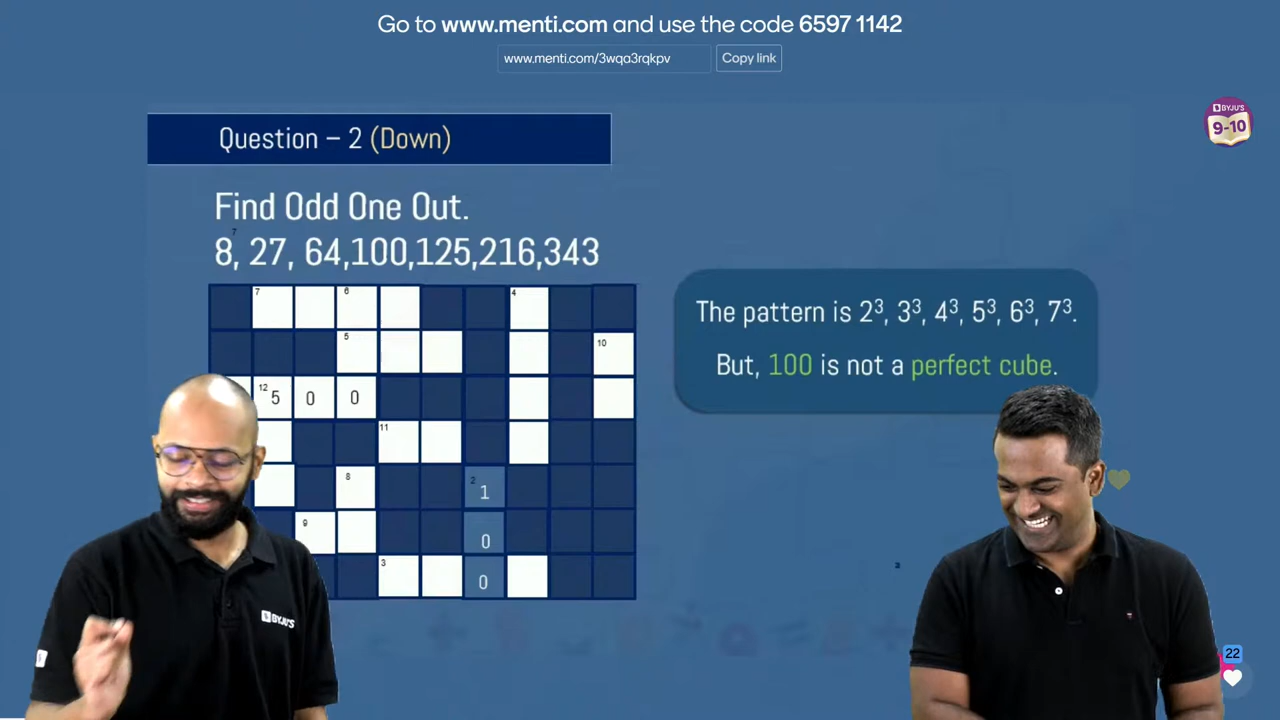 Go to www.menti.com and use the code 6597 1142
www.menti.com/3wqa3rqkpv
Copy link
BYJU'S
9-10
Question – 2 (Down)
Find Odd One Out.
7
8, 27, 64,100,125,216,343
7 6 4
5 10
12 5 0 0
11
8 2 1
9 0
3 0
The pattern is 2³, 3³, 4³, 5³, 6³, 7³.
But, 100 is not a perfect cube.
BYJU'S
22